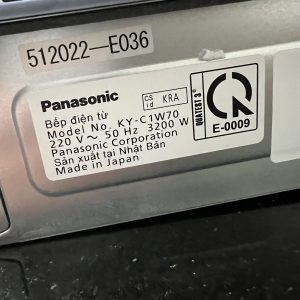 512022-E036
Panasonic
CS id KRA
Bếp điện từ
Model No. KY-C1W70
220 V ~ 50 Hz 3200 W
Panasonic Corporation
Sản xuất tại Nhật Bản
Made in Japan
QUATEST 3®
E-0009